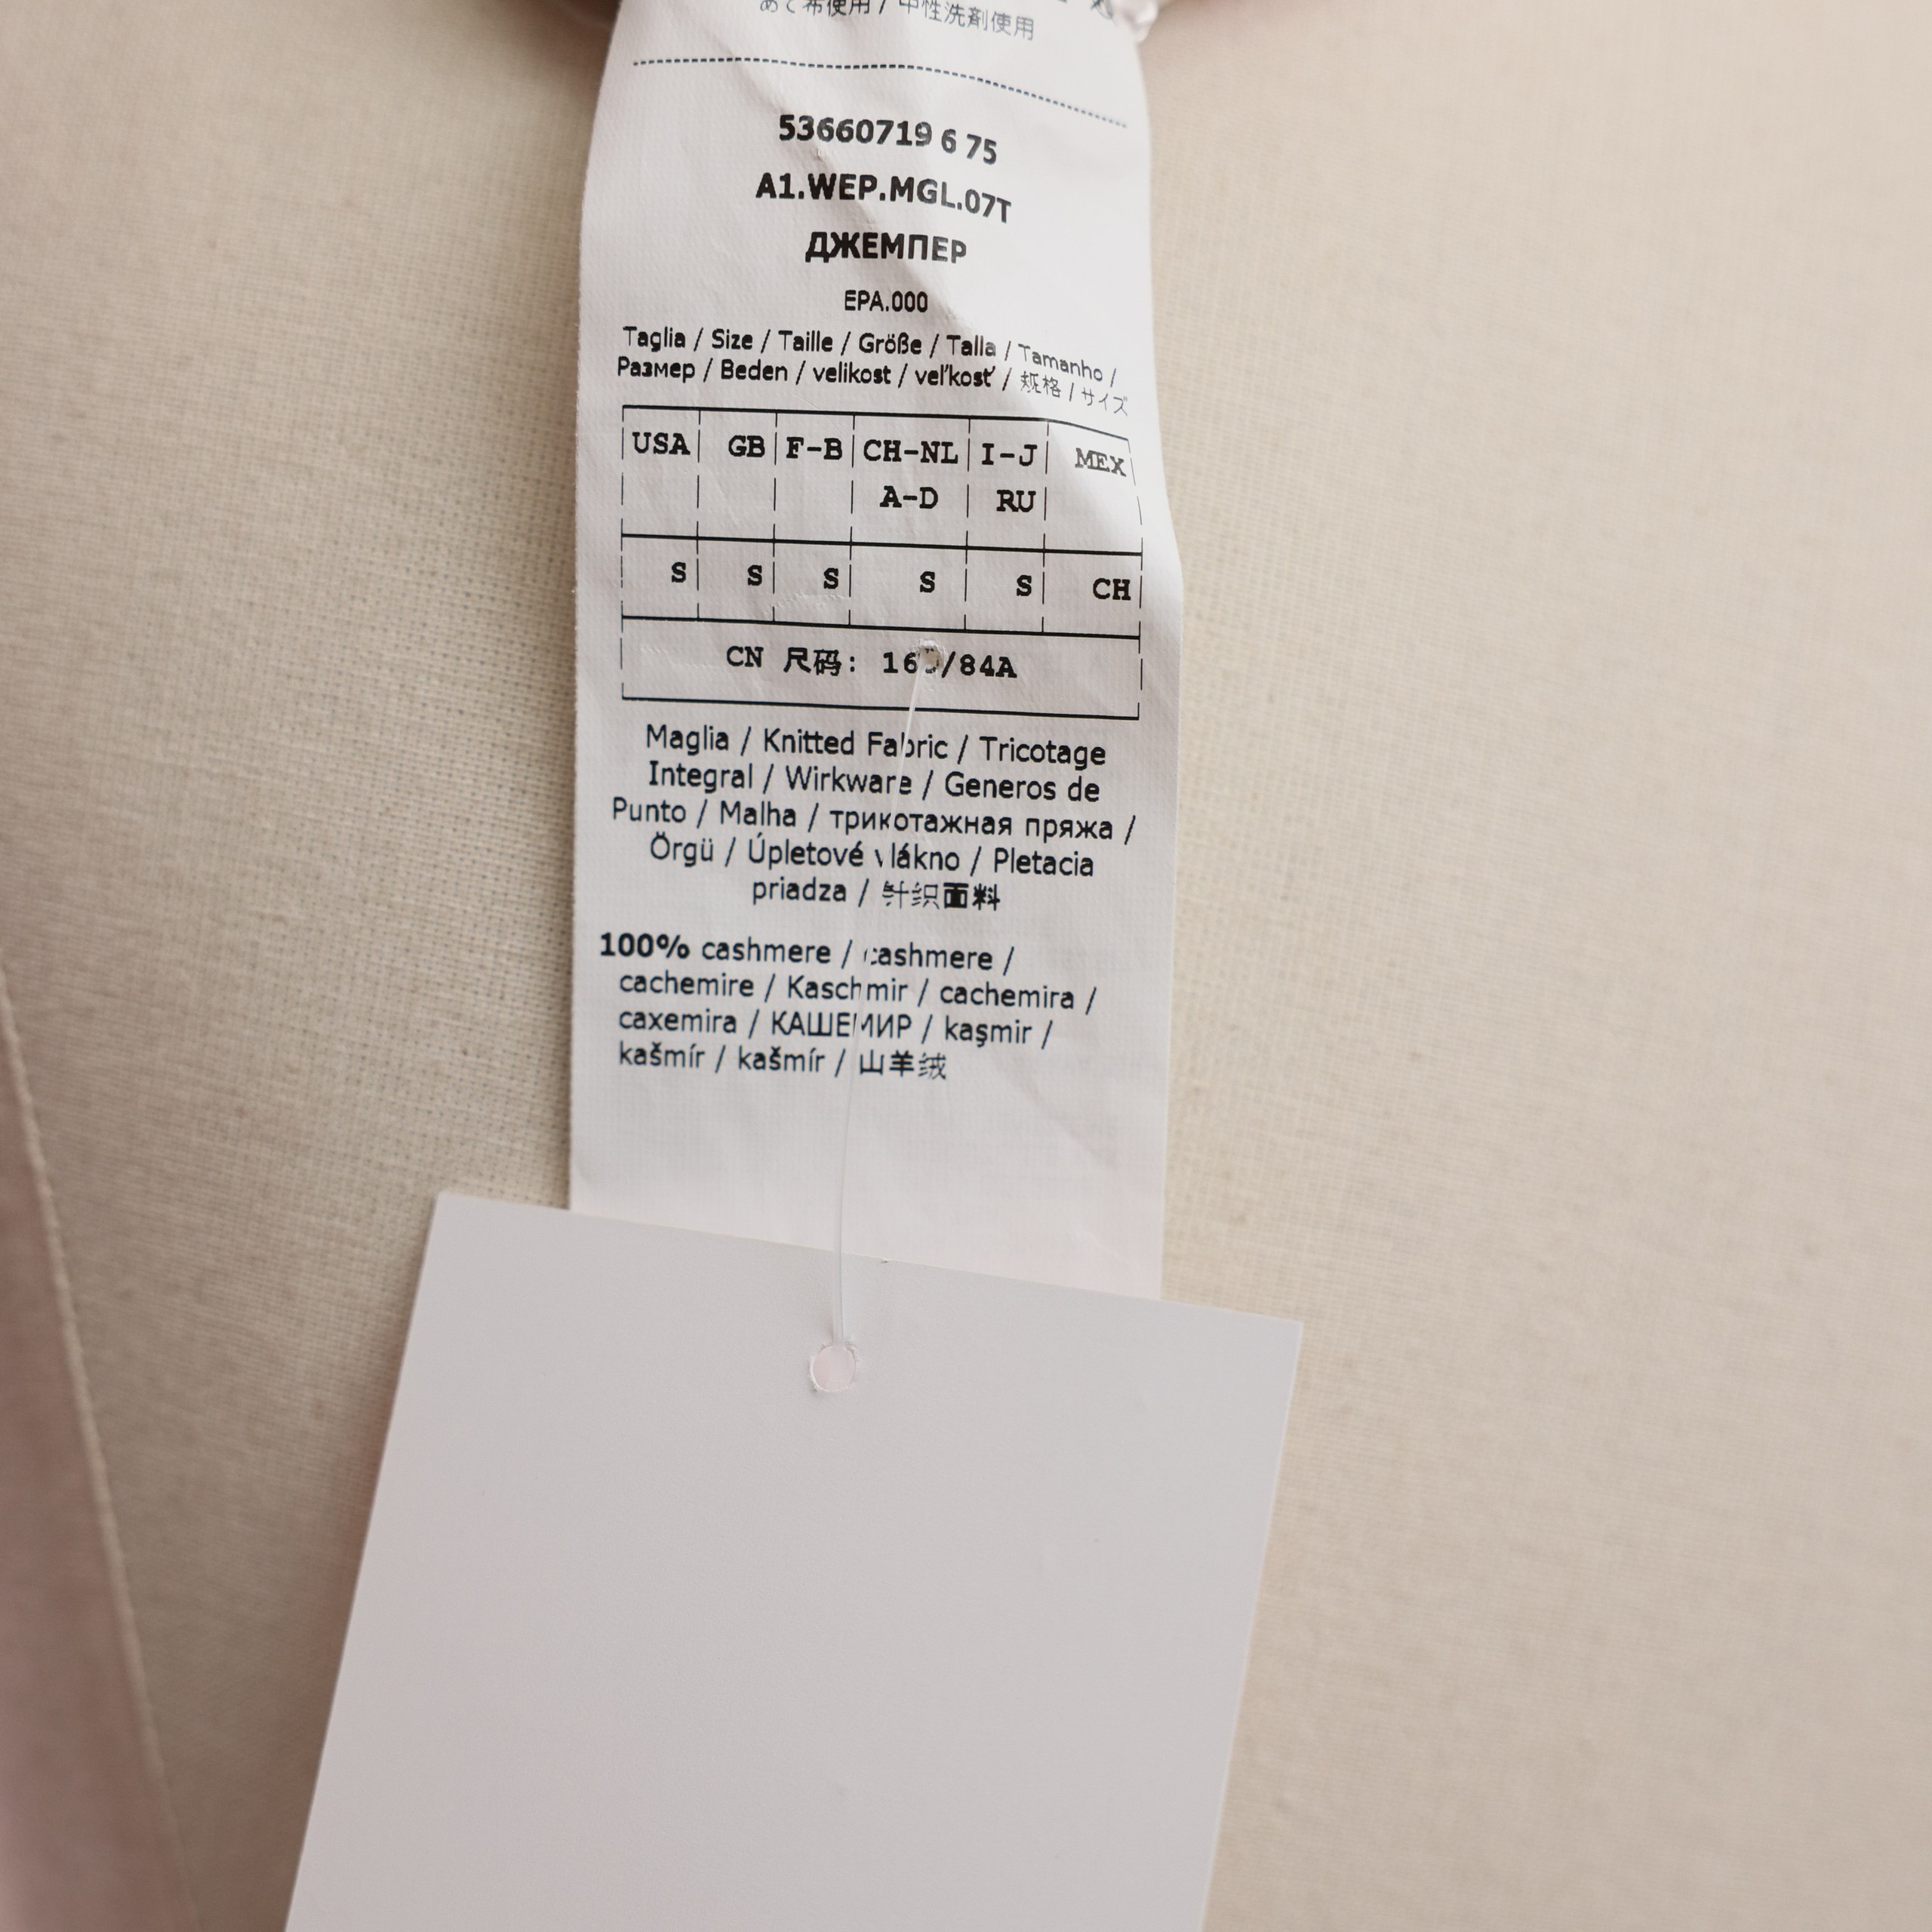 あて布使用 / 中性洗剤使用
53660719 6 75
A1.WEP.MGL.07T
ДЖЕМПЕР
EPA.000
Taglia / Size / Taille / Größe / Talla / Tamanho /
Размер / Beden / velikost / veľkosť / 规格 / サイズ
USA GB F-B CH-NL I-J MEX
A-D RU
S S S S S CH
CN 尺码: /84A
Maglia / Knitted Fabric / Tricotage
Integral / Wirkware / Generos de
Punto / Malha / трикотажная пряжа /
Örgü / Úpletové vlákno / Pletacia
priadza / 针织面料
100% cashmere / cashmere /
cachemire / Kaschmir / cachemira /
caxemira / КАШЕМИР / kaşmir /
kašmír / kašmír / 山羊绒